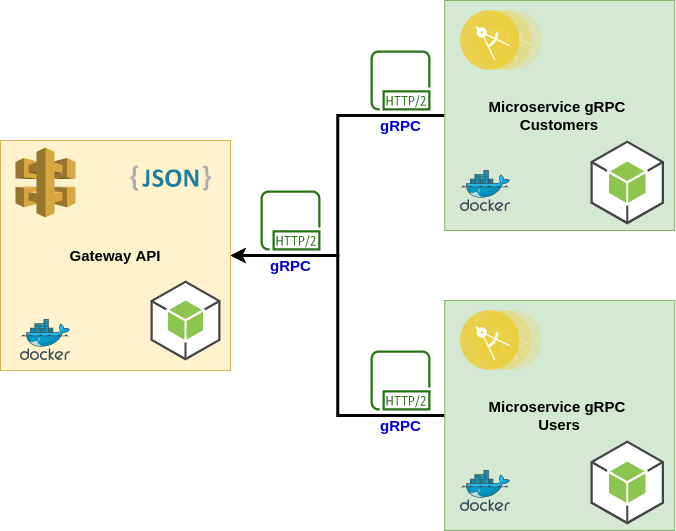 HTTP/2
gRPC
Microservice gRPC
Customers
docker
{JSON}
Gateway API
docker
HTTP/2
gRPC
HTTP/2
gRPC
Microservice gRPC
Users
docker